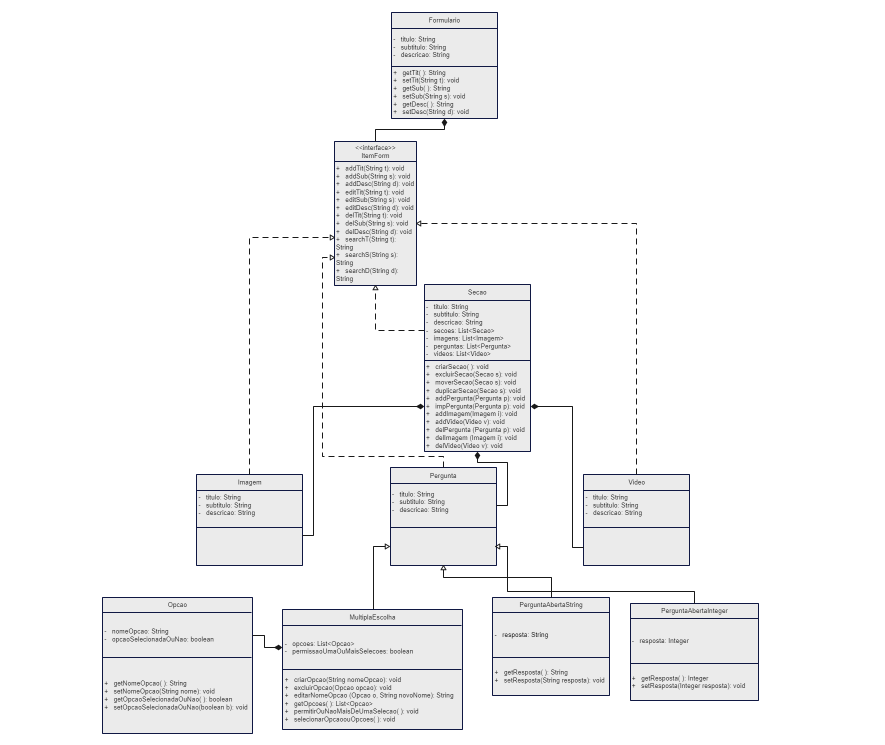 Formulario
- titulo: String
- subtitulo: String
- descricao: String
+ getTit( ): String
+ setTit(String t): void
+ getSub( ): String
+ setSub(String s): void
+ getDesc( ): String
+ setDesc(String d): void
<<interface>>
ItemForm
+ addTit(String t): void
+ addSub(String s): void
+ addDesc(String d): void
+ editTit(String t): void
+ editSub(String s): void
+ editDesc(String d): void
+ delTit(String t): void
+ delSub(String s): void
+ delDesc(String d): void
+ searchT(String t):
String
+ searchS(String s):
String
+ searchD(String d):
String
Secao
- titulo: String
- subtitulo: String
- descricao: String
- secoes: List<Secao>
- imagens: List<Imagem>
- perguntas: List<Pergunta>
- videos: List<Video>
+ criarSecao( ): void
+ excluirSecao(Secao s): void
+ moverSecao(Secao s): void
+ duplicarSecao(Secao s): void
+ addPergunta(Pergunta p): void
+ impPergunta(Pergunta p): void
+ addImagem(Imagem i): void
+ addVideo(Video v): void
+ delPergunta (Pergunta p): void
+ delImagem (Imagem i): void
+ delVideo(Video v): void
Imagem
- titulo: String
- subtitulo: String
- descricao: String
Pergunta
- titulo: String
- subtitulo: String
- descricao: String
Video
- titulo: String
- subtitulo: String
- descricao: String
Opcao
- nomeOpcao: String
- opcaoSelecionadaOuNao: boolean
+ getNomeOpcao( ): String
+ setNomeOpcao(String nome): void
+ getOpcaoSelecionadaOuNao( ): boolean
+ setOpcaoSelecionadaOuNao(boolean b): void
MultiplaEscolha
- opcoes: List<Opcao>
- permissaoUmaOuMaisSelecoes: boolean
+ criarOpcao(String nomeOpcao): void
+ excluirOpcao(Opcao opcao): void
+ editarNomeOpcao (Opcao o, String novoNome): String
+ getOpcoes( ): List<Opcao>
+ permitirOuNaoMaisDeUmaSelecao( ): void
+ selecionarOpcaoouOpcoes( ): void
PerguntaAbertaString
- resposta: String
+ getResposta( ): String
+ setResposta(String resposta): void
PerguntaAbertaInteger
- resposta: Integer
+ getResposta( ): Integer
+ setResposta(Integer resposta): void